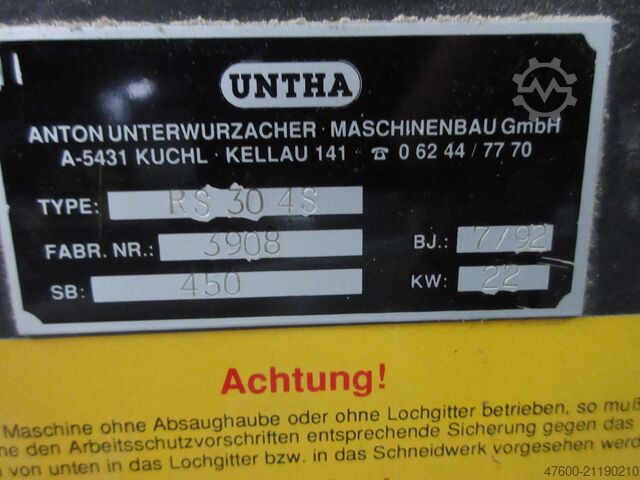 UNTHA
ANTON UNTERWURZACHER · MASCHINENBAU GmbH
A-5431 KUCHL · KELLAU 141 ☎ 0 62 44 / 77 70
TYPE: RS 30 4S
FABR. NR.: 3908 BJ.: 7/92
SB: 450 KW: 22
Achtung!
Maschine ohne Absaughaube oder ohne Lochgitter betrieben, so muß
ne den Arbeitsschutzvorschriften entsprechende Sicherung gegen das
n von unten in das Lochgitter bzw. in das Schneidwerk vorgesehen werd
47600-21190210